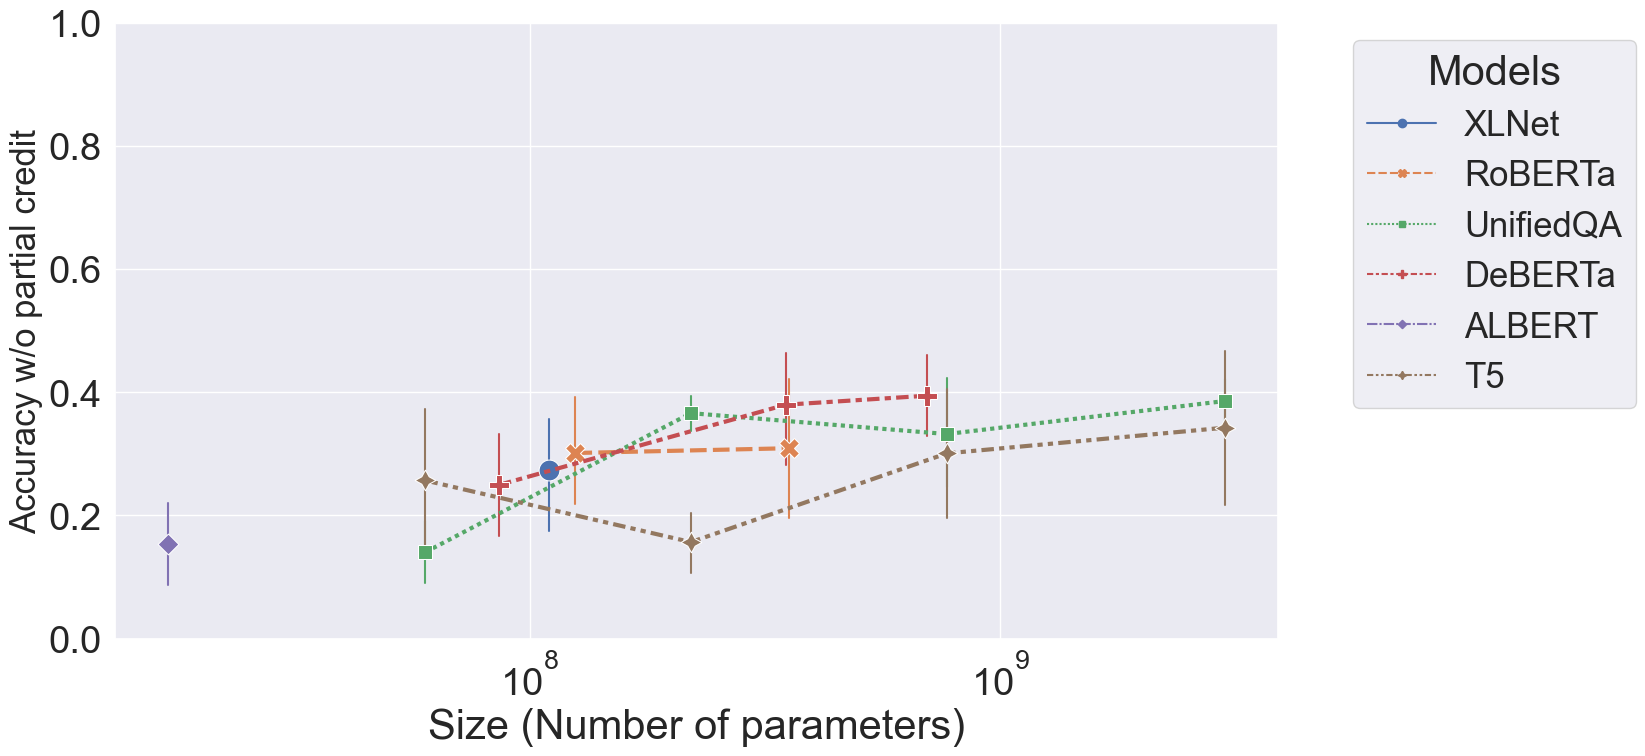 Accuracy w/o partial credit
1.0
0.8
0.6
0.4
0.2
0.0
10^8
10^9
Size (Number of parameters)
Models
XLNet
RoBERTa
UnifiedQA
DeBERTa
ALBERT
T5